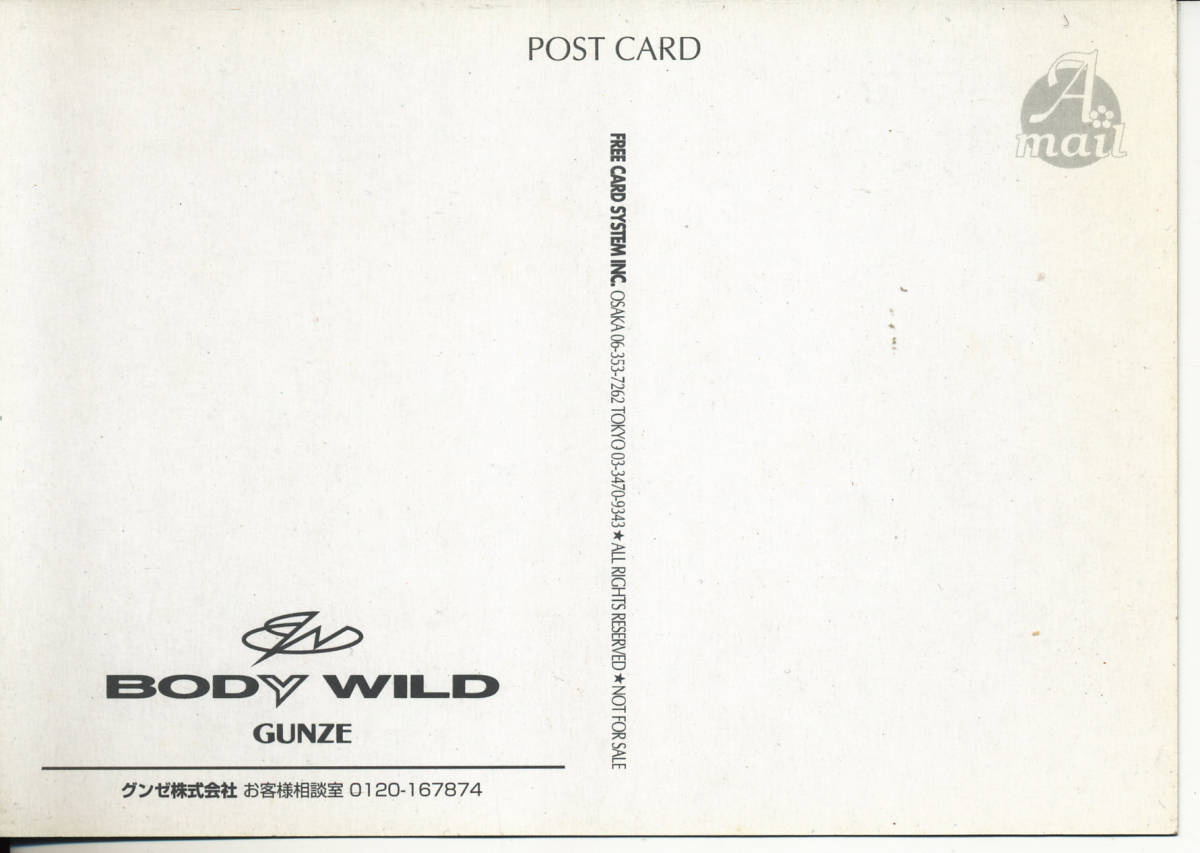 POST CARD
A
mail
FREE CARD SYSTEM INC. OSAKA 06-353-7262 TOKYO 03-3470-9343 ★ ALL RIGHTS RESERVED ★ NOT FOR SALE
BODY WILD
GUNZE
グンゼ株式会社 お客様相談室 0120-167874